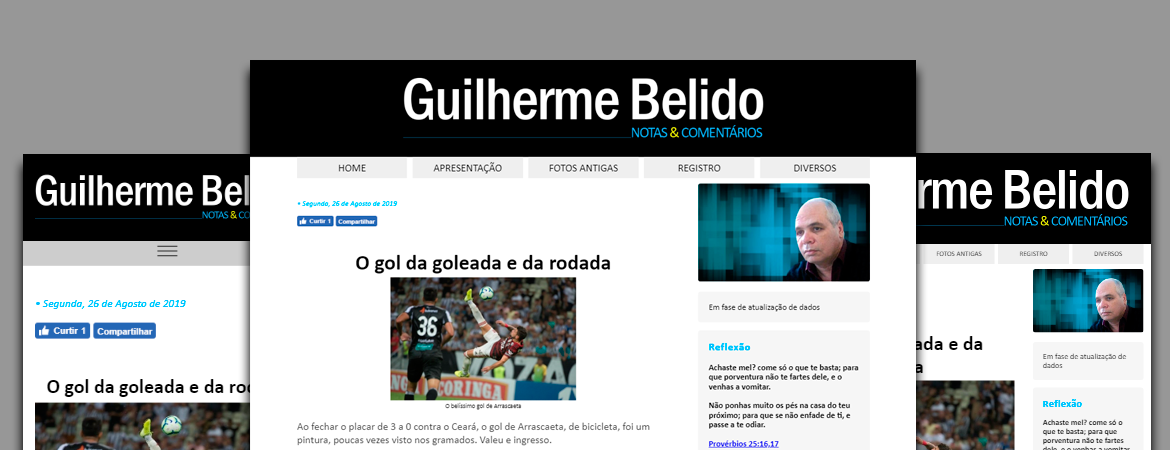 Guilherme Belido
NOTAS & COMENTÁRIOS
HOME
APRESENTAÇÃO
FOTOS ANTIGAS
REGISTRO
DIVERSOS
• Segunda, 26 de Agosto de 2019
Curtir 1
Compartilhar
O gol da goleada e da rodada
36
CORINGA
O belíssimo gol de Arrascaeta
Ao fechar o placar de 3 a 0 contra o Ceará, o gol de Arrascaeta, de bicicleta, foi um
pintura, poucas vezes visto nos gramados. Valeu e ingresso.
Em fase de atualização de dados
Reflexão
Achaste mel? come só o que te basta; para
que porventura não te fartes dele, e o
venhas a vomitar.
Não ponhas muito os pés na casa do teu
próximo; para que se não enfade de ti, e
passe a te odiar.
Provérbios 25:16,17
Guilherme Bel
NOTAS & CO
• Segunda, 26 de Agosto de 2019
Curtir 1
Compartilhar
O gol da goleada e da rod
rme Belido
NOTAS & COMENTÁRIOS
FOTOS ANTIGAS
REGISTRO
DIVERSOS
ada e da
a
Em fase de atualização de
dados
Reflexão
Achaste mel? come só o
que te basta; para que
porventura não te fartes
dele, e o venhas a vomitar.